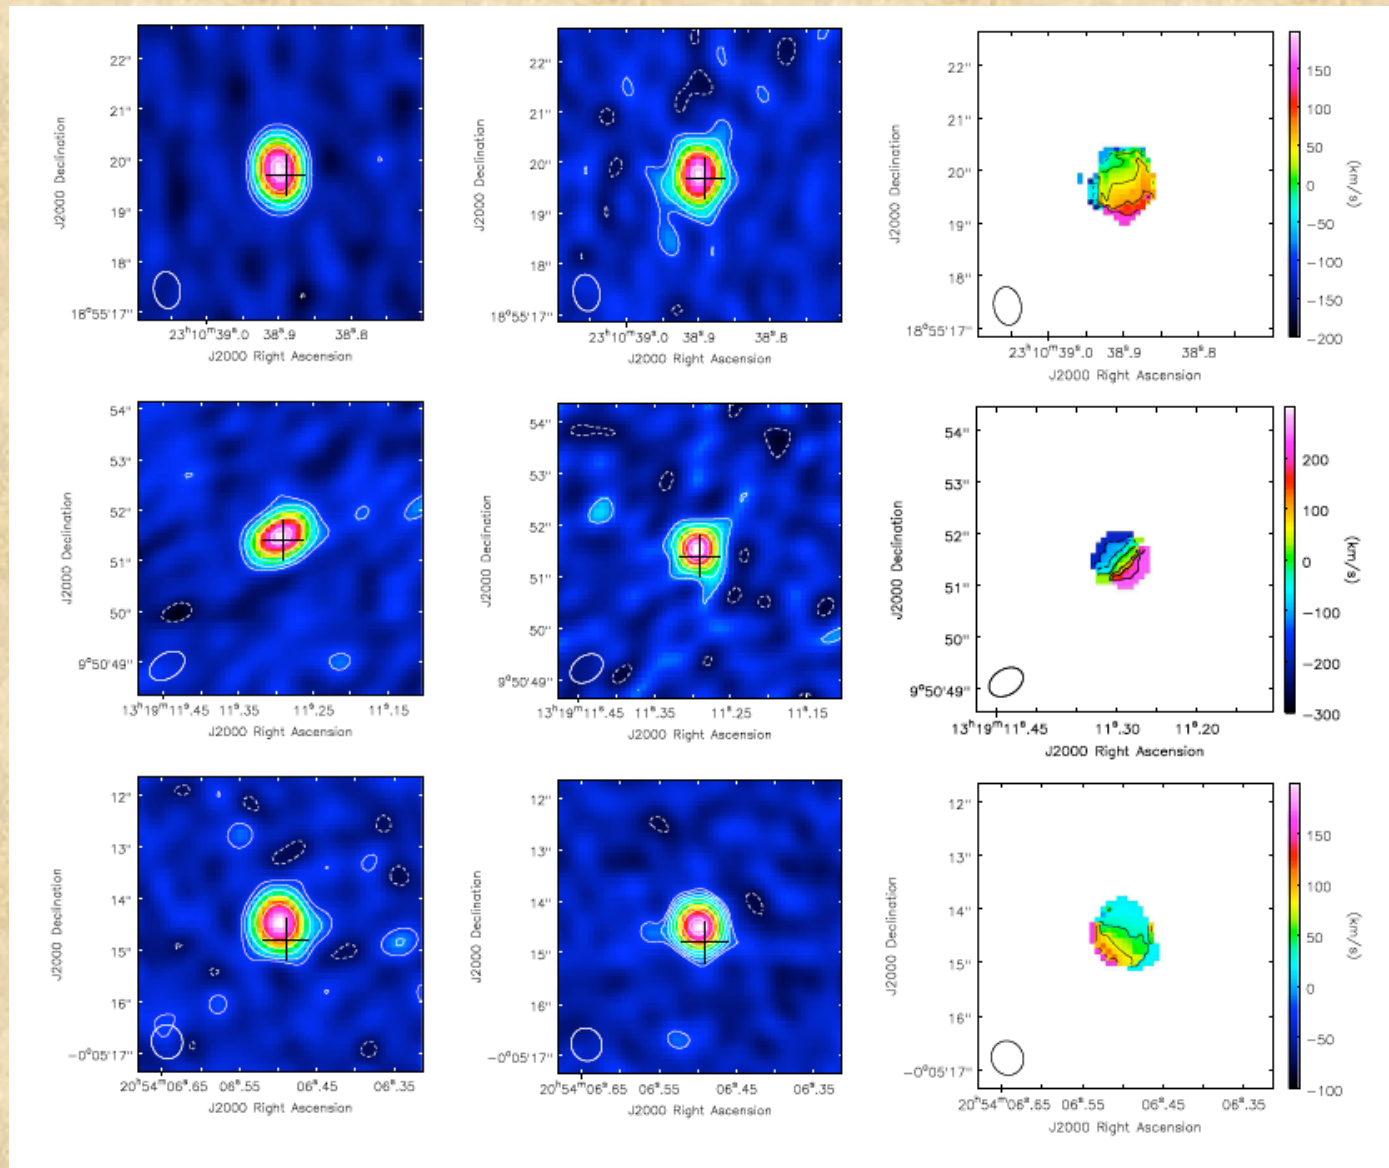 22"
21"
20"
19"
18"
18°55'17"
23ʰ10ᵐ39ˢ.0 38ˢ.9 38ˢ.8
J2000 Right Ascension
J2000 Declination
22"
21"
20"
19"
18"
18°55'17"
23ʰ10ᵐ39ˢ.0 38ˢ.9 38ˢ.8
J2000 Right Ascension
J2000 Declination
22"
21"
20"
19"
18"
18°55'17"
23ʰ10ᵐ39ˢ.0 38ˢ.9 38ˢ.8
J2000 Right Ascension
J2000 Declination
150
100
50
0
−50
−100
−150
−200
(km/s)
54"
53"
52"
51"
50"
9°50'49"
13ʰ19ᵐ11ˢ.45 11ˢ.35 11ˢ.25 11ˢ.15
J2000 Right Ascension
J2000 Declination
54"
53"
52"
51"
50"
9°50'49"
13ʰ19ᵐ11ˢ.45 11ˢ.35 11ˢ.25 11ˢ.15
J2000 Right Ascension
J2000 Declination
54"
53"
52"
51"
50"
9°50'49"
13ʰ19ᵐ11ˢ.45 11ˢ.30 11ˢ.20
J2000 Right Ascension
J2000 Declination
200
100
0
−100
−200
−300
(km/s)
12"
13"
14"
15"
16"
−0°05'17"
20ʰ54ᵐ06ˢ.65 06ˢ.55 06ˢ.45 06ˢ.35
J2000 Right Ascension
J2000 Declination
12"
13"
14"
15"
16"
−0°05'17"
20ʰ54ᵐ06ˢ.65 06ˢ.55 06ˢ.45 06ˢ.35
J2000 Right Ascension
J2000 Declination
12"
13"
14"
15"
16"
−0°05'17"
20ʰ54ᵐ06ˢ.65 06ˢ.55 06ˢ.45 06ˢ.35
J2000 Right Ascension
J2000 Declination
150
100
50
0
−50
−100
(km/s)